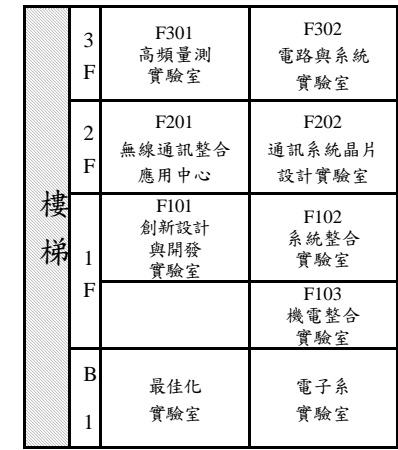 樓
梯
3
F
F301
高頻量測
實驗室
F302
電路與系統
實驗室
2
F
F201
無線通訊整合
應用中心
F202
通訊系統晶片
設計實驗室
1
F
F101
創新設計
與開發
實驗室
F102
系統整合
實驗室
F103
機電整合
實驗室
B
1
最佳化
實驗室
電子系
實驗室